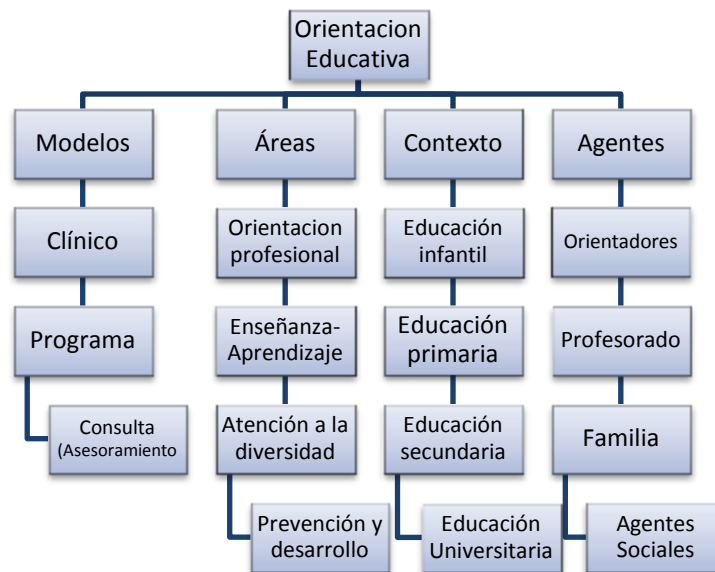 Orientacion
Educativa
Modelos
Áreas
Contexto
Agentes
Clínico
Orientacion
profesional
Educación
infantil
Orientadores
Programa
Enseñanza-
Aprendizaje
Educación
primaria
Profesorado
Consulta
(Asesoramiento
Atención a la
diversidad
Educación
secundaria
Familia
Prevención y
desarrollo
Educación
Universitaria
Agentes
Sociales